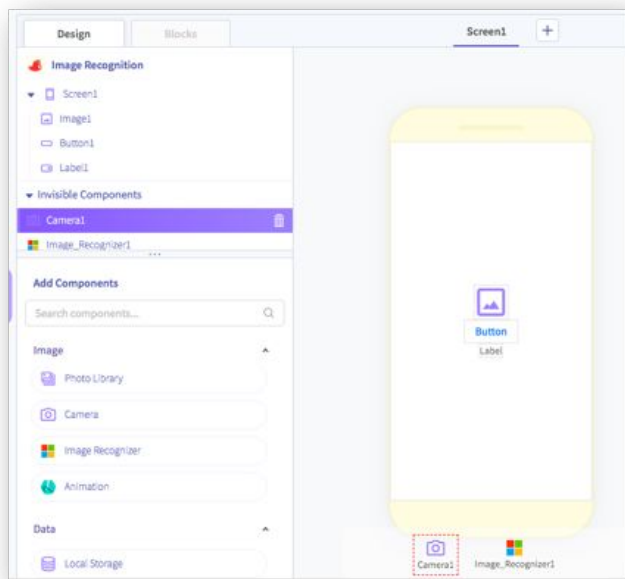 Design
Blocks
Screen1
+
Image Recognition
Screen1
Image1
Button1
Label1
Invisible Components
Camera1
Image_Recognizer1
Add Components
Search components...
Image
Photo Library
Camera
Image Recognizer
Animation
Data
Local Storage
Button
Label
Camera1
Image_Recognizer1